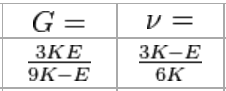 G = ν =
3KE/9K−E 3K−E/6K